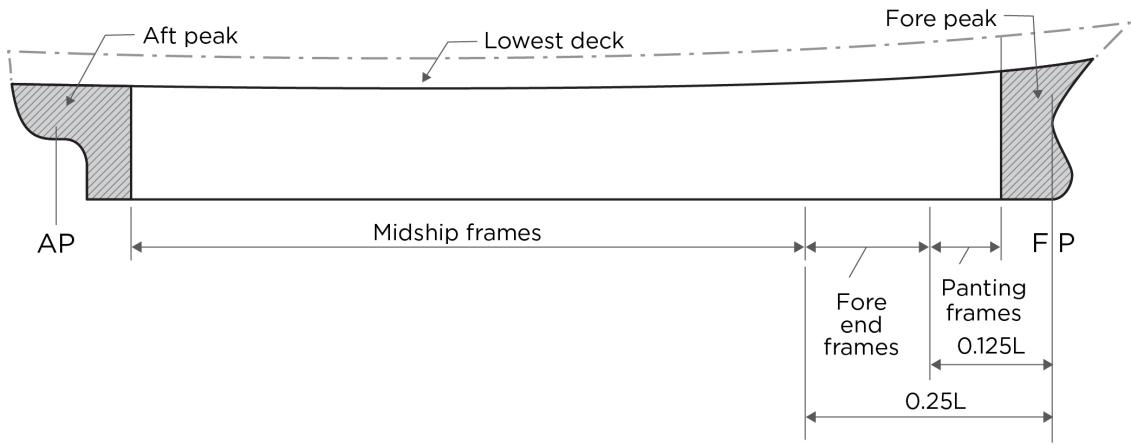 Fore peak
Aft peak
Lowest deck
AP
Midship frames
F P
Fore
end
frames
Panting
frames
0.125L
0.25L